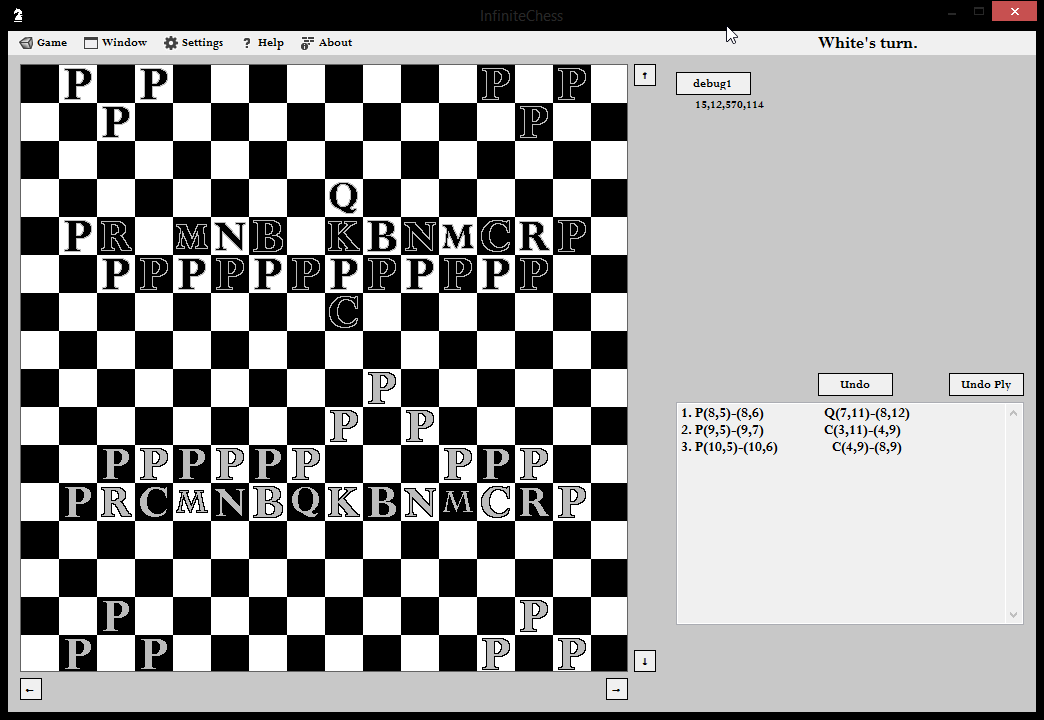 InfiniteChess
Game Window Settings ? Help About White's turn.
debug1
15,12,570,114
P P P P
P P
Q
P R M N B K B N M C R P
P P P P P P P P P P P P
C
P
P P
P P P P P P P P P
P R C M N B Q K B N M C R P
P P
P P P P
Undo Undo Ply
1. P(8,5)-(8,6) Q(7,11)-(8,12)
2. P(9,5)-(9,7) C(3,11)-(4,9)
3. P(10,5)-(10,6) C(4,9)-(8,9)